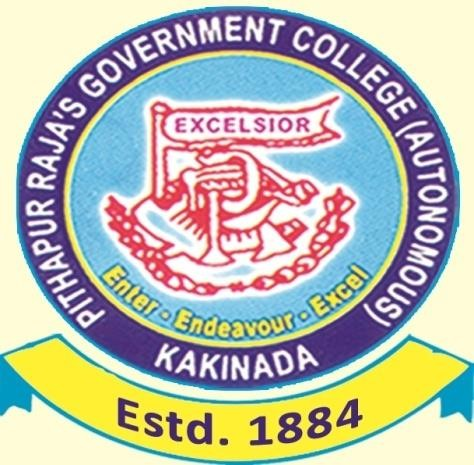 PITHAPUR RAJA'S GOVERNMENT COLLEGE (AUTONOMOUS)
EXCELSIOR
Enter - Endeavour - Excel
KAKINADA
Estd. 1884